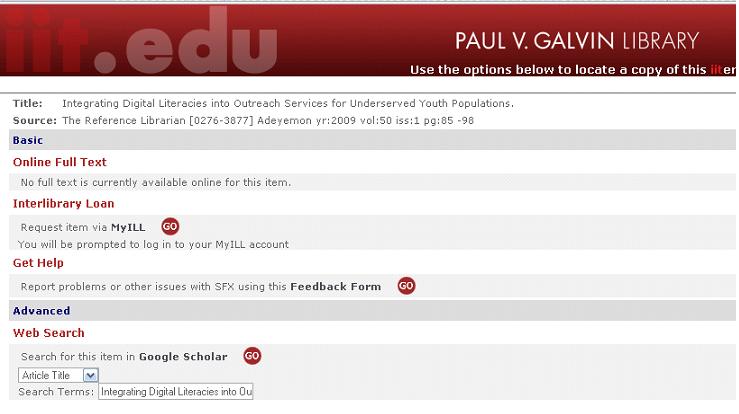 iit.edu
PAUL V. GALVIN LIBRARY
Use the options below to locate a copy of this iiter
Title: Integrating Digital Literacies into Outreach Services for Underserved Youth Populations.
Source: The Reference Librarian [0276-3877] Adeyemon yr:2009 vol:50 iss:1 pg:85 -98
Basic
Online Full Text
No full text is currently available online for this item.
Interlibrary Loan
Request item via MyILL GO
You will be prompted to log in to your MyILL account
Get Help
Report problems or other issues with SFX using this Feedback Form GO
Advanced
Web Search
Search for this item in Google Scholar GO
Article Title
Search Terms: Integrating Digital Literacies into Ou